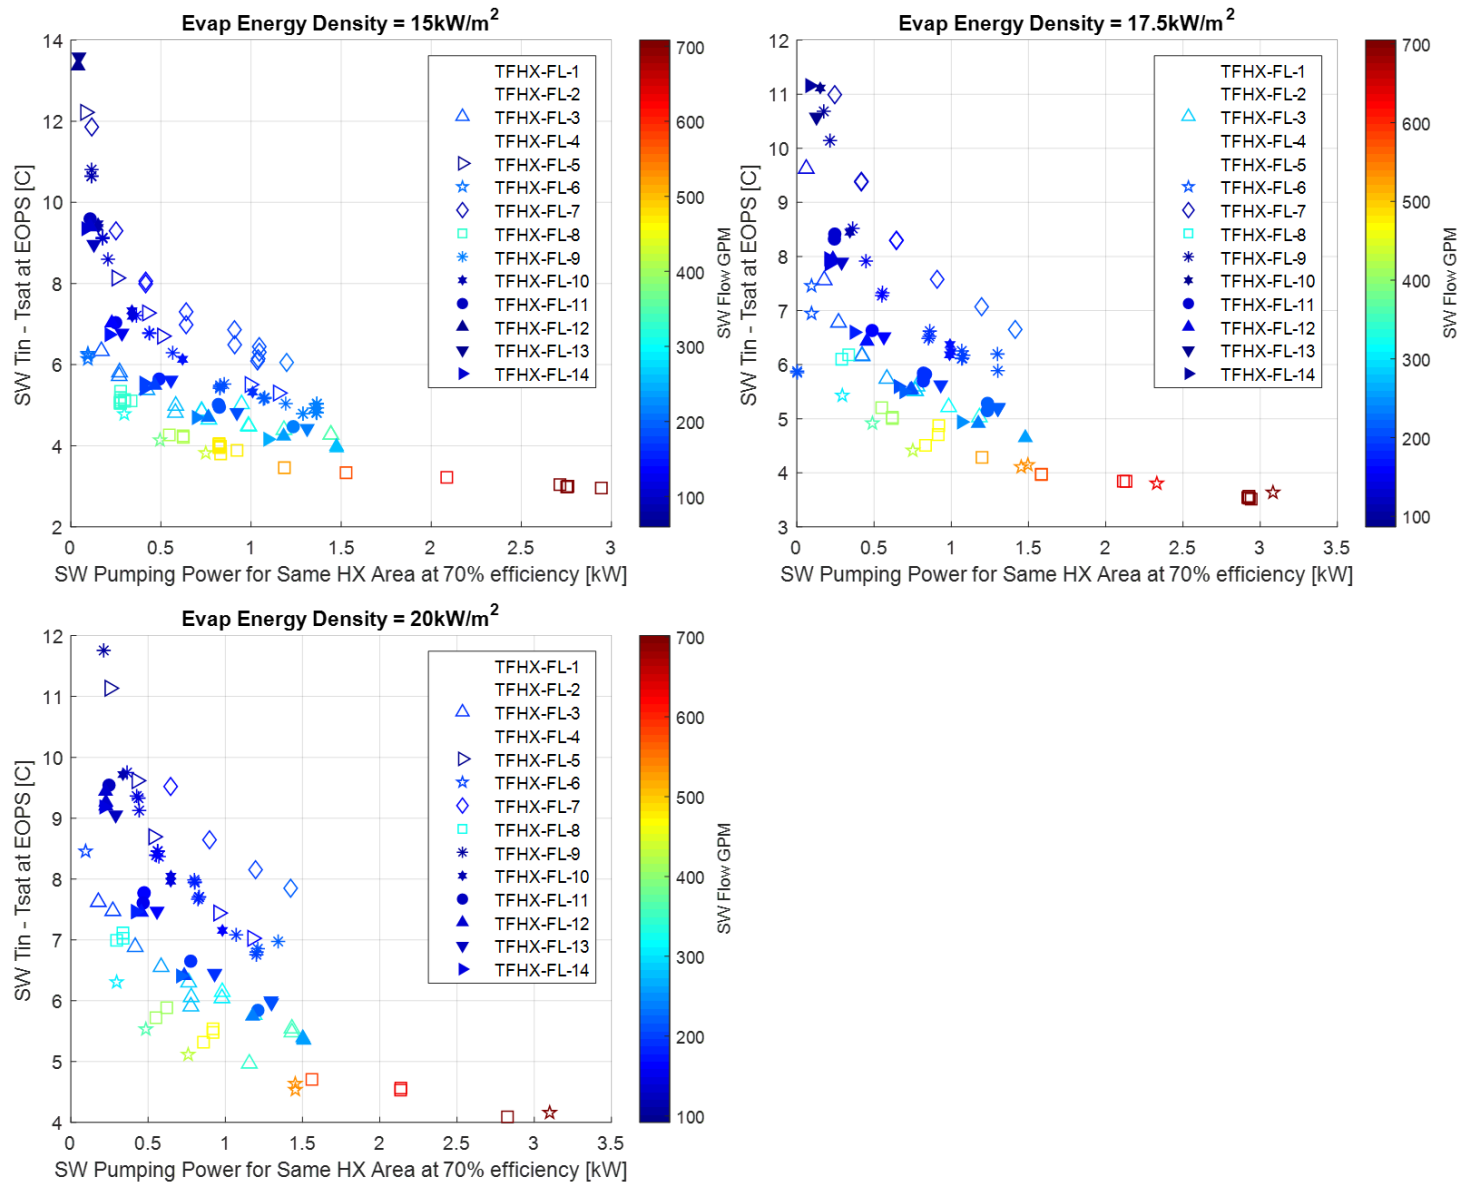 Evap Energy Density = 15kW/m²
14
12
10
8
6
4
2
SW Tin - Tsat at EOPS [C]
0
0.5
1
1.5
2
2.5
3
SW Pumping Power for Same HX Area at 70% efficiency [kW]
TFHX-FL-1
TFHX-FL-2
TFHX-FL-3
TFHX-FL-4
TFHX-FL-5
TFHX-FL-6
TFHX-FL-7
TFHX-FL-8
TFHX-FL-9
TFHX-FL-10
TFHX-FL-11
TFHX-FL-12
TFHX-FL-13
TFHX-FL-14
700
600
500
400
300
200
100
SW Flow GPM
Evap Energy Density = 17.5kW/m²
12
11
10
9
8
7
6
5
4
3
SW Tin - Tsat at EOPS [C]
0
0.5
1
1.5
2
2.5
3
3.5
SW Pumping Power for Same HX Area at 70% efficiency [kW]
TFHX-FL-1
TFHX-FL-2
TFHX-FL-3
TFHX-FL-4
TFHX-FL-5
TFHX-FL-6
TFHX-FL-7
TFHX-FL-8
TFHX-FL-9
TFHX-FL-10
TFHX-FL-11
TFHX-FL-12
TFHX-FL-13
TFHX-FL-14
700
600
500
400
300
200
100
SW Flow GPM
Evap Energy Density = 20kW/m²
12
11
10
9
8
7
6
5
4
SW Tin - Tsat at EOPS [C]
0
0.5
1
1.5
2
2.5
3
3.5
SW Pumping Power for Same HX Area at 70% efficiency [kW]
TFHX-FL-1
TFHX-FL-2
TFHX-FL-3
TFHX-FL-4
TFHX-FL-5
TFHX-FL-6
TFHX-FL-7
TFHX-FL-8
TFHX-FL-9
TFHX-FL-10
TFHX-FL-11
TFHX-FL-12
TFHX-FL-13
TFHX-FL-14
700
600
500
400
300
200
100
SW Flow GPM